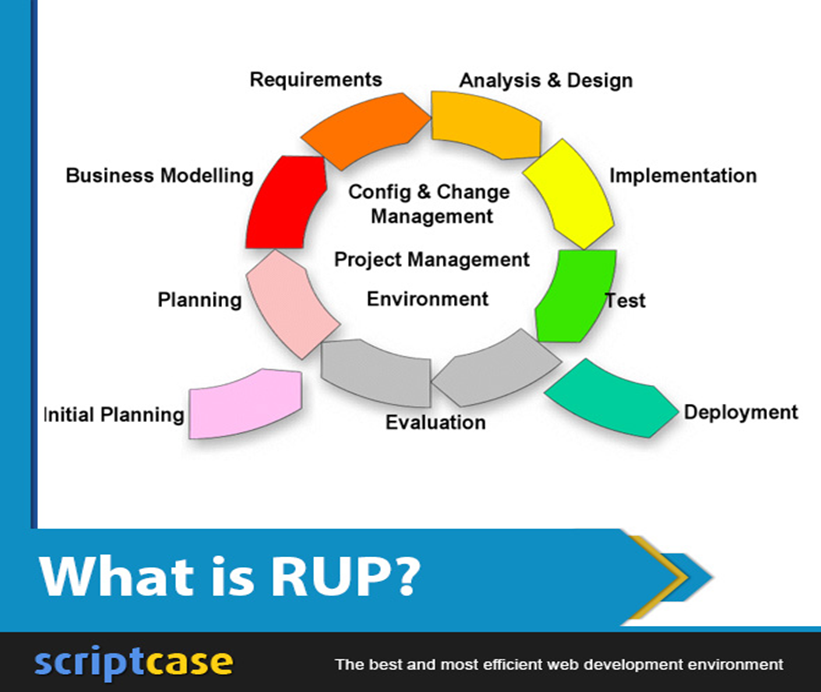 Requirements
Analysis & Design
Business Modelling
Implementation
Config & Change
Management
Project Management
Planning
Environment
Test
Initial Planning
Evaluation
Deployment
What is RUP?
scriptcase
The best and most efficient web development environment